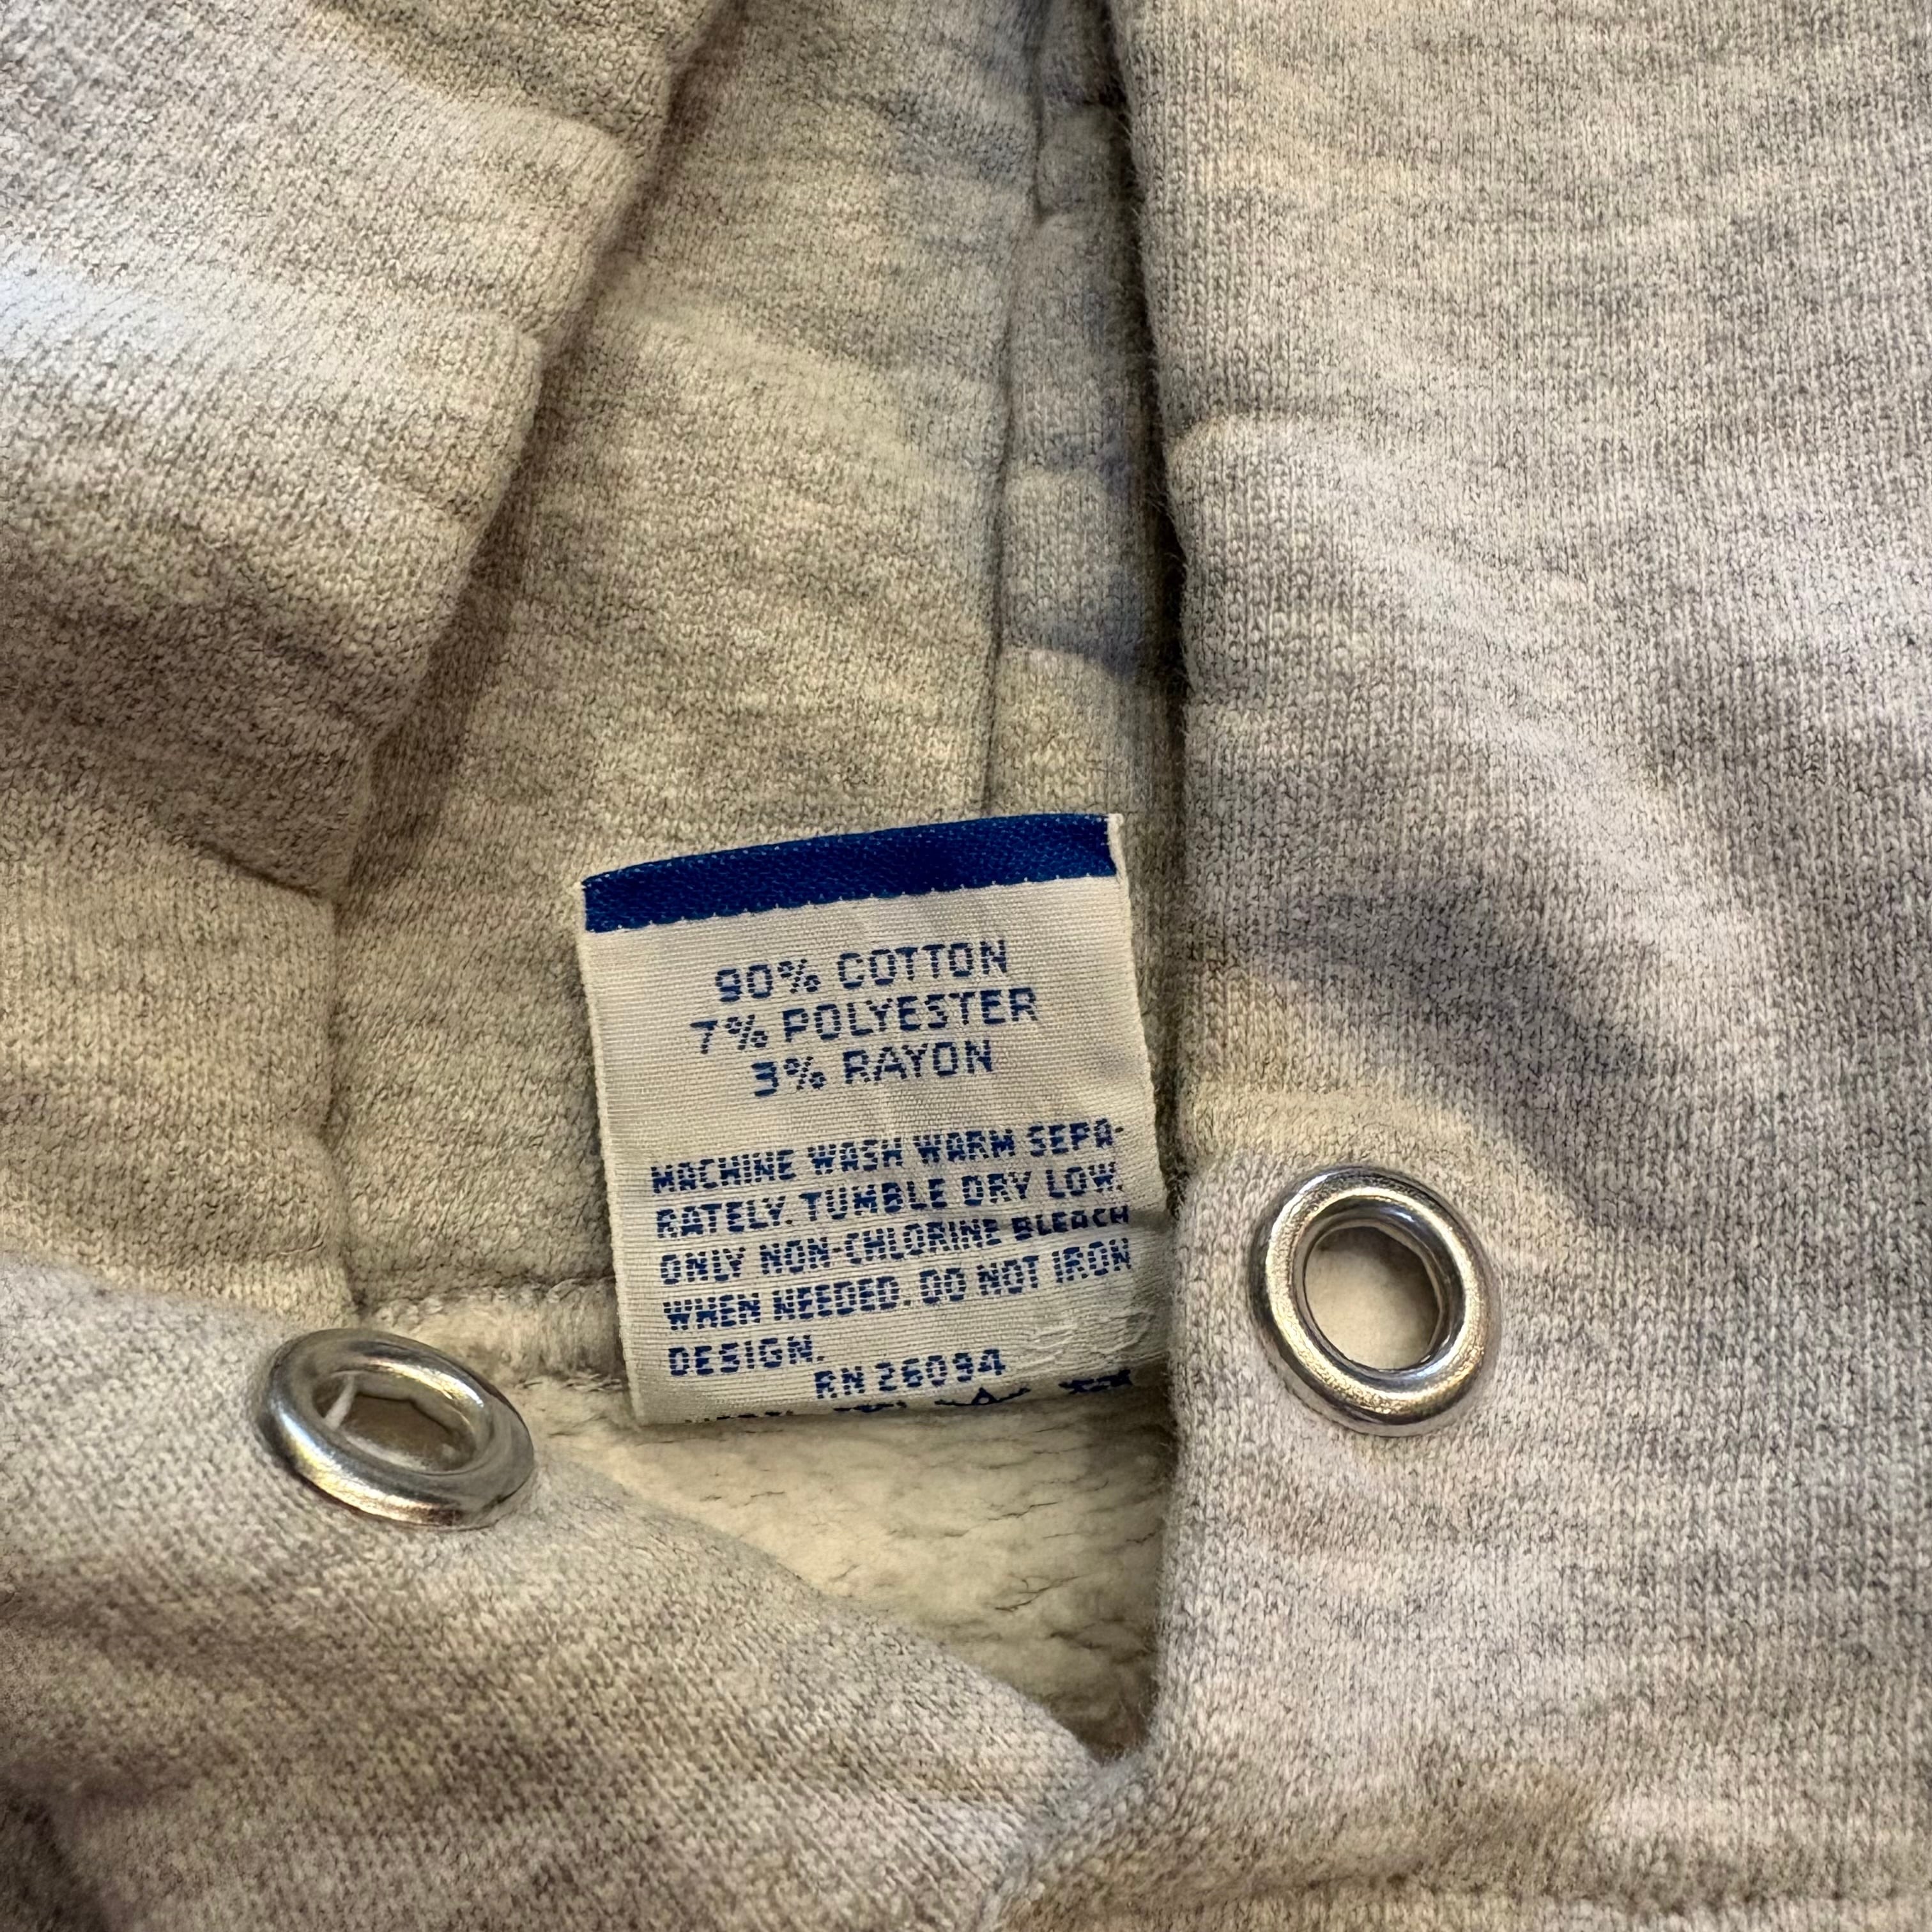 90% COTTON
7% POLYESTER
3% RAYON
MACHINE WASH WARM SEPA-
RATELY. TUMBLE DRY LOW.
ONLY NON-CHLORINE BLEACH
WHEN NEEDED. DO NOT IRON
DESIGN.
RN 26094